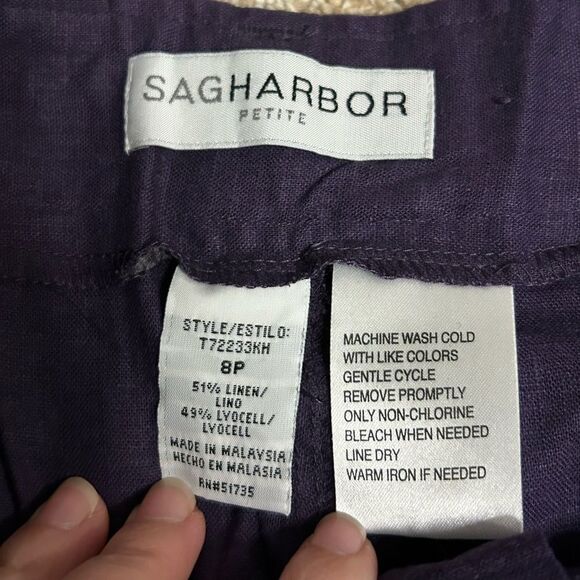 SAGHARBOR
PETITE
STYLE/ESTILO:
T72233KH
8P
51% LINEN/
LINO
49% LYOCELL/
LYOCELL
MADE IN MALAYSIA
HECHO EN MALASIA
RN#51735
MACHINE WASH COLD
WITH LIKE COLORS
GENTLE CYCLE
REMOVE PROMPTLY
ONLY NON-CHLORINE
BLEACH WHEN NEEDED
LINE DRY
WARM IRON IF NEEDED